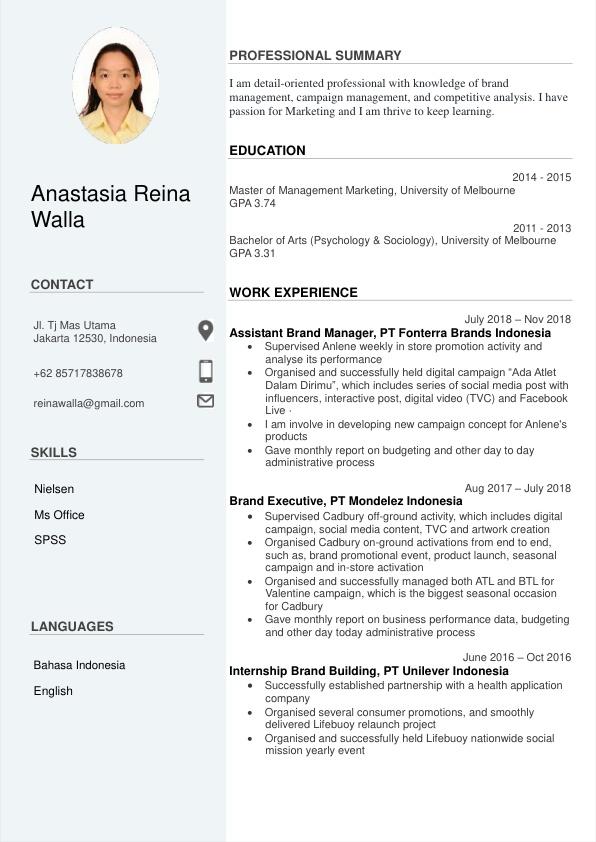 Anastasia Reina
Walla
CONTACT
Jl. Tj Mas Utama
Jakarta 12530, Indonesia
+62 85717838678
reinawalla@gmail.com
SKILLS
Nielsen
Ms Office
SPSS
LANGUAGES
Bahasa Indonesia
English
PROFESSIONAL SUMMARY
I am detail-oriented professional with knowledge of brand
management, campaign management, and competitive analysis. I have
passion for Marketing and I am thrive to keep learning.
EDUCATION
2014 - 2015
Master of Management Marketing, University of Melbourne
GPA 3.74
2011 - 2013
Bachelor of Arts (Psychology & Sociology), University of Melbourne
GPA 3.31
WORK EXPERIENCE
July 2018 – Nov 2018
Assistant Brand Manager, PT Fonterra Brands Indonesia
• Supervised Anlene weekly in store promotion activity and
analyse its performance
• Organised and successfully held digital campaign “Ada Atlet
Dalam Dirimu”, which includes series of social media post with
influencers, interactive post, digital video (TVC) and Facebook
Live ·
• I am involve in developing new campaign concept for Anlene's
products
• Gave monthly report on budgeting and other day to day
administrative process
Aug 2017 – July 2018
Brand Executive, PT Mondelez Indonesia
• Supervised Cadbury off-ground activity, which includes digital
campaign, social media content, TVC and artwork creation
• Organised Cadbury on-ground activations from end to end,
such as, brand promotional event, product launch, seasonal
campaign and in-store activation
• Organised and successfully managed both ATL and BTL for
Valentine campaign, which is the biggest seasonal occasion
for Cadbury
• Gave monthly report on business performance data, budgeting
and other day today administrative process
June 2016 – Oct 2016
Internship Brand Building, PT Unilever Indonesia
• Successfully established partnership with a health application
company
• Organised several consumer promotions, and smoothly
delivered Lifebuoy relaunch project
• Organised and successfully held Lifebuoy nationwide social
mission yearly event